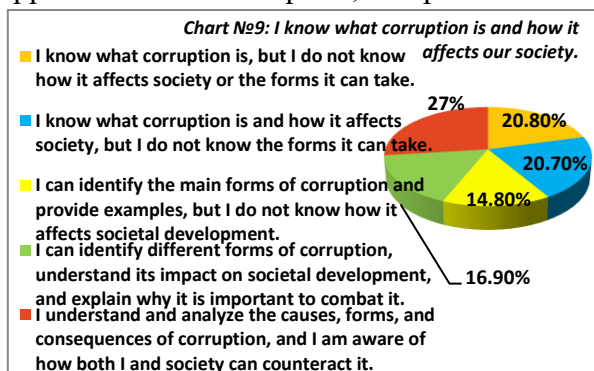 Chart №9: I know what corruption is and how it
affects our society.
I know what corruption is, but I do not know
how it affects society or the forms it can take.
I know what corruption is and how it affects
society, but I do not know the forms it can take.
I can identify the main forms of corruption and
provide examples, but I do not know how it
affects societal development.
I can identify different forms of corruption,
understand its impact on societal development,
and explain why it is important to combat it.
I understand and analyze the causes, forms, and
consequences of corruption, and I am aware of
how both I and society can counteract it.
27%
20.80%
20.70%
14.80%
16.90%